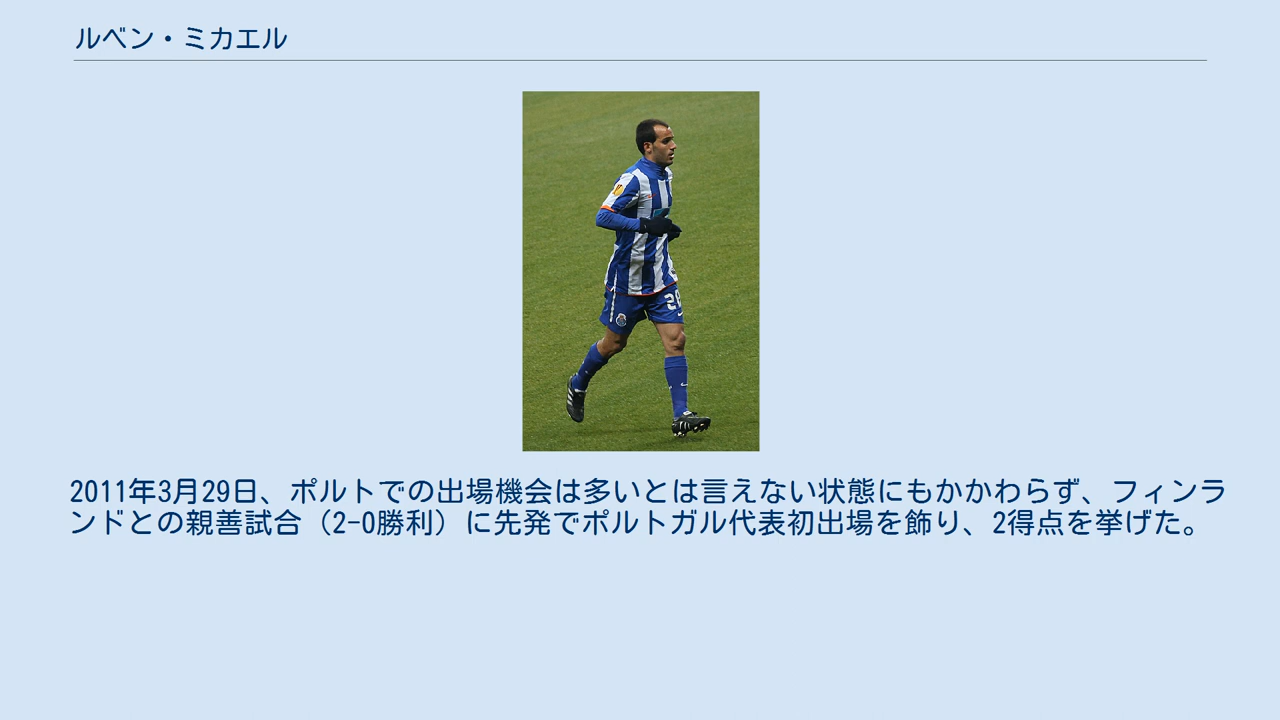 ルベン・ミカエル
28
2011年3月29日、ポルトでの出場機会は多いとは言えない状態にもかかわらず、フィンラ
ンドとの親善試合（2-0勝利）に先発でポルトガル代表初出場を飾り、2得点を挙げた。